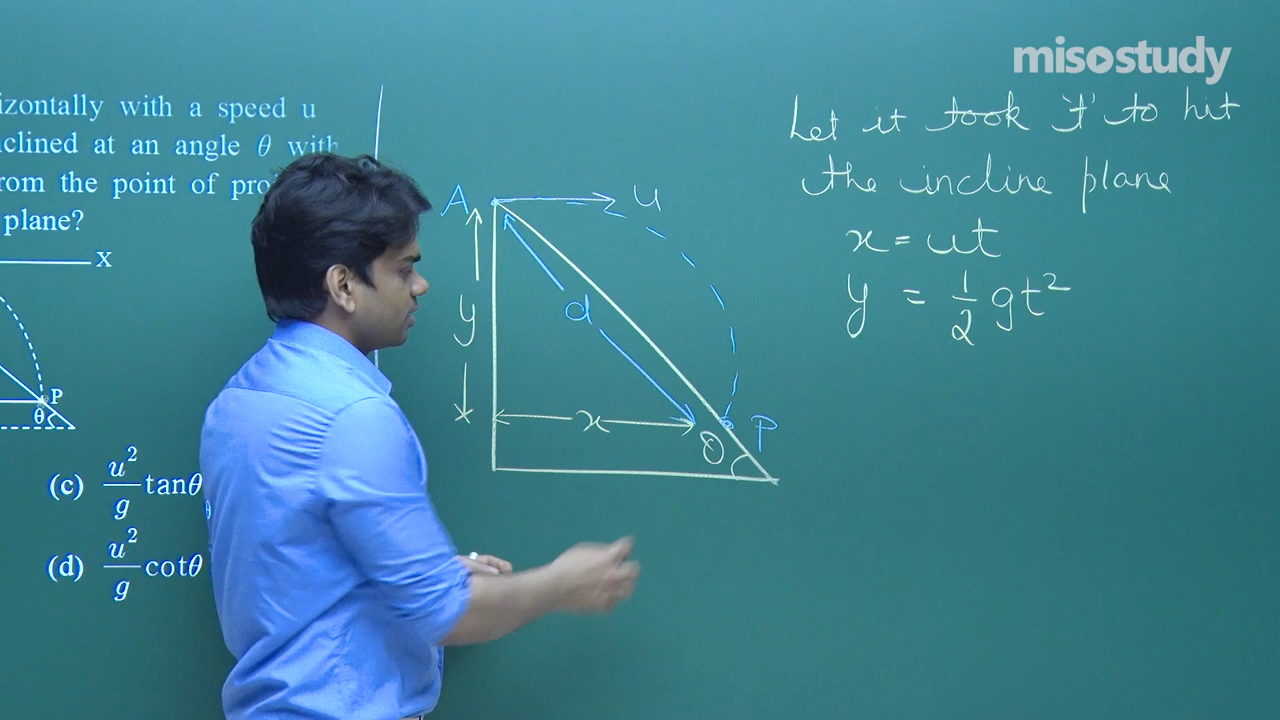 misostudy
izontally with a speed u
nclined at an angle θ with
rom the point of pro
plane?
x
P
θ
(c) u²/g tanθ
θ
(d) u²/g cotθ
A
u
y
d
x
θ
P
Let it took 't' to hit
the incline plane
x = ut
y = 1/2 gt²